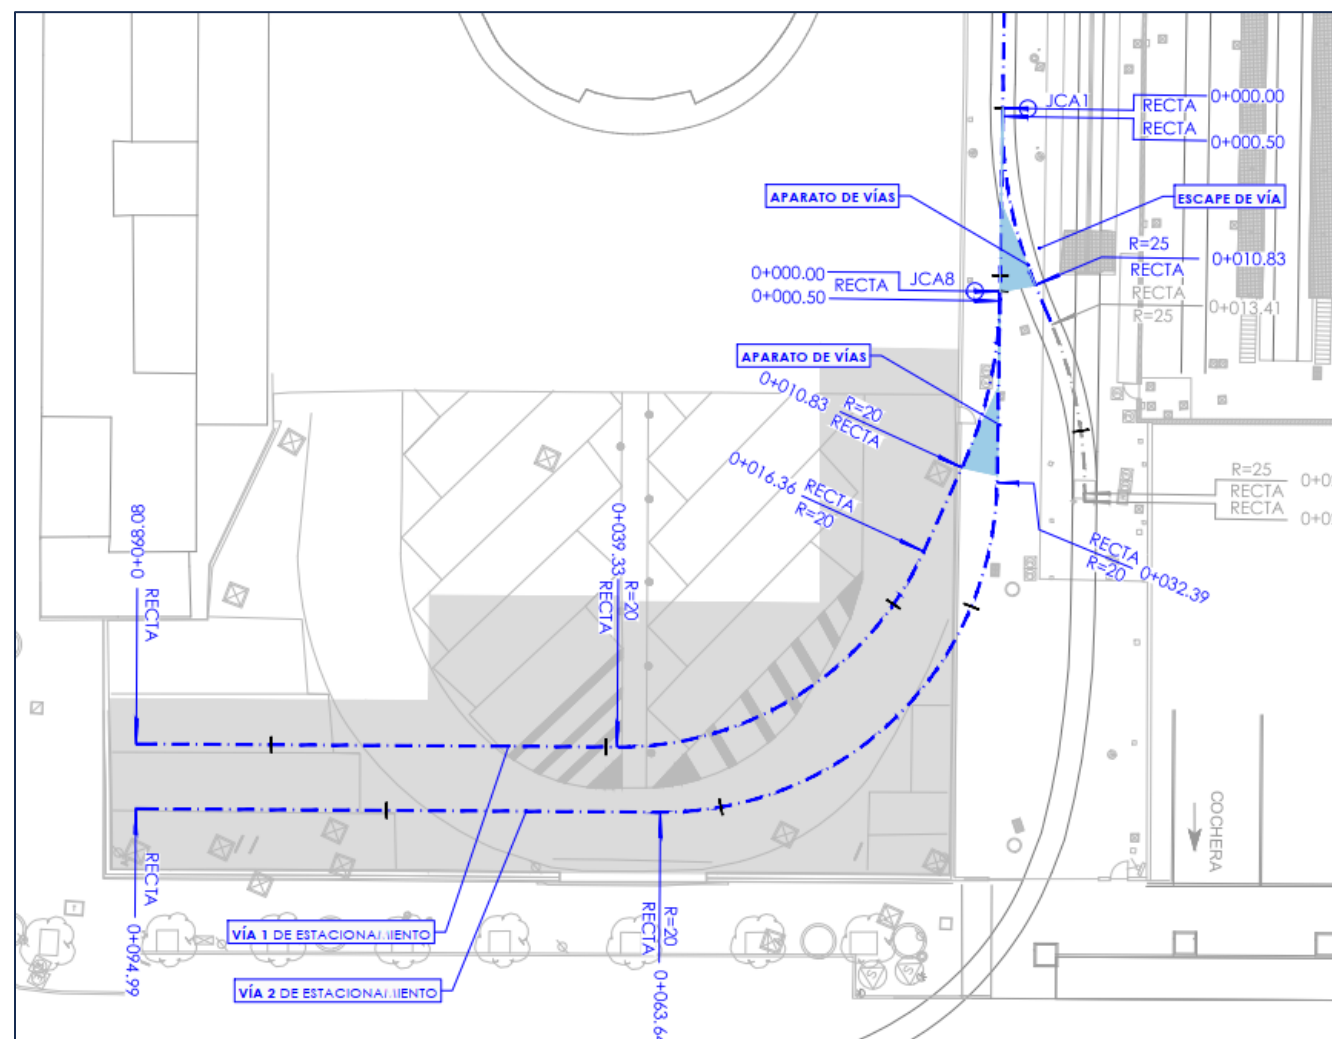 JCA1
RECTA 0+000.00
RECTA 0+000.50
APARATO DE VÍAS
ESCAPE DE VÍA
R=25
RECTA 0+010.83
RECTA
R=25 0+013.41
0+000.00
RECTA JCA8
0+000.50
APARATO DE VÍAS
0+010.83 R=20
RECTA
0+016.36 RECTA
R=20
R=25
RECTA
RECTA
RECTA
R=20 0+032.39
0+039.33 R=20
RECTA
0+068.08 RECTA
COCHERA
RECTA 0+094.99
R=20
RECTA
VÍA 1 DE ESTACIONAMIENTO
VÍA 2 DE ESTACIONAMIENTO
S
S